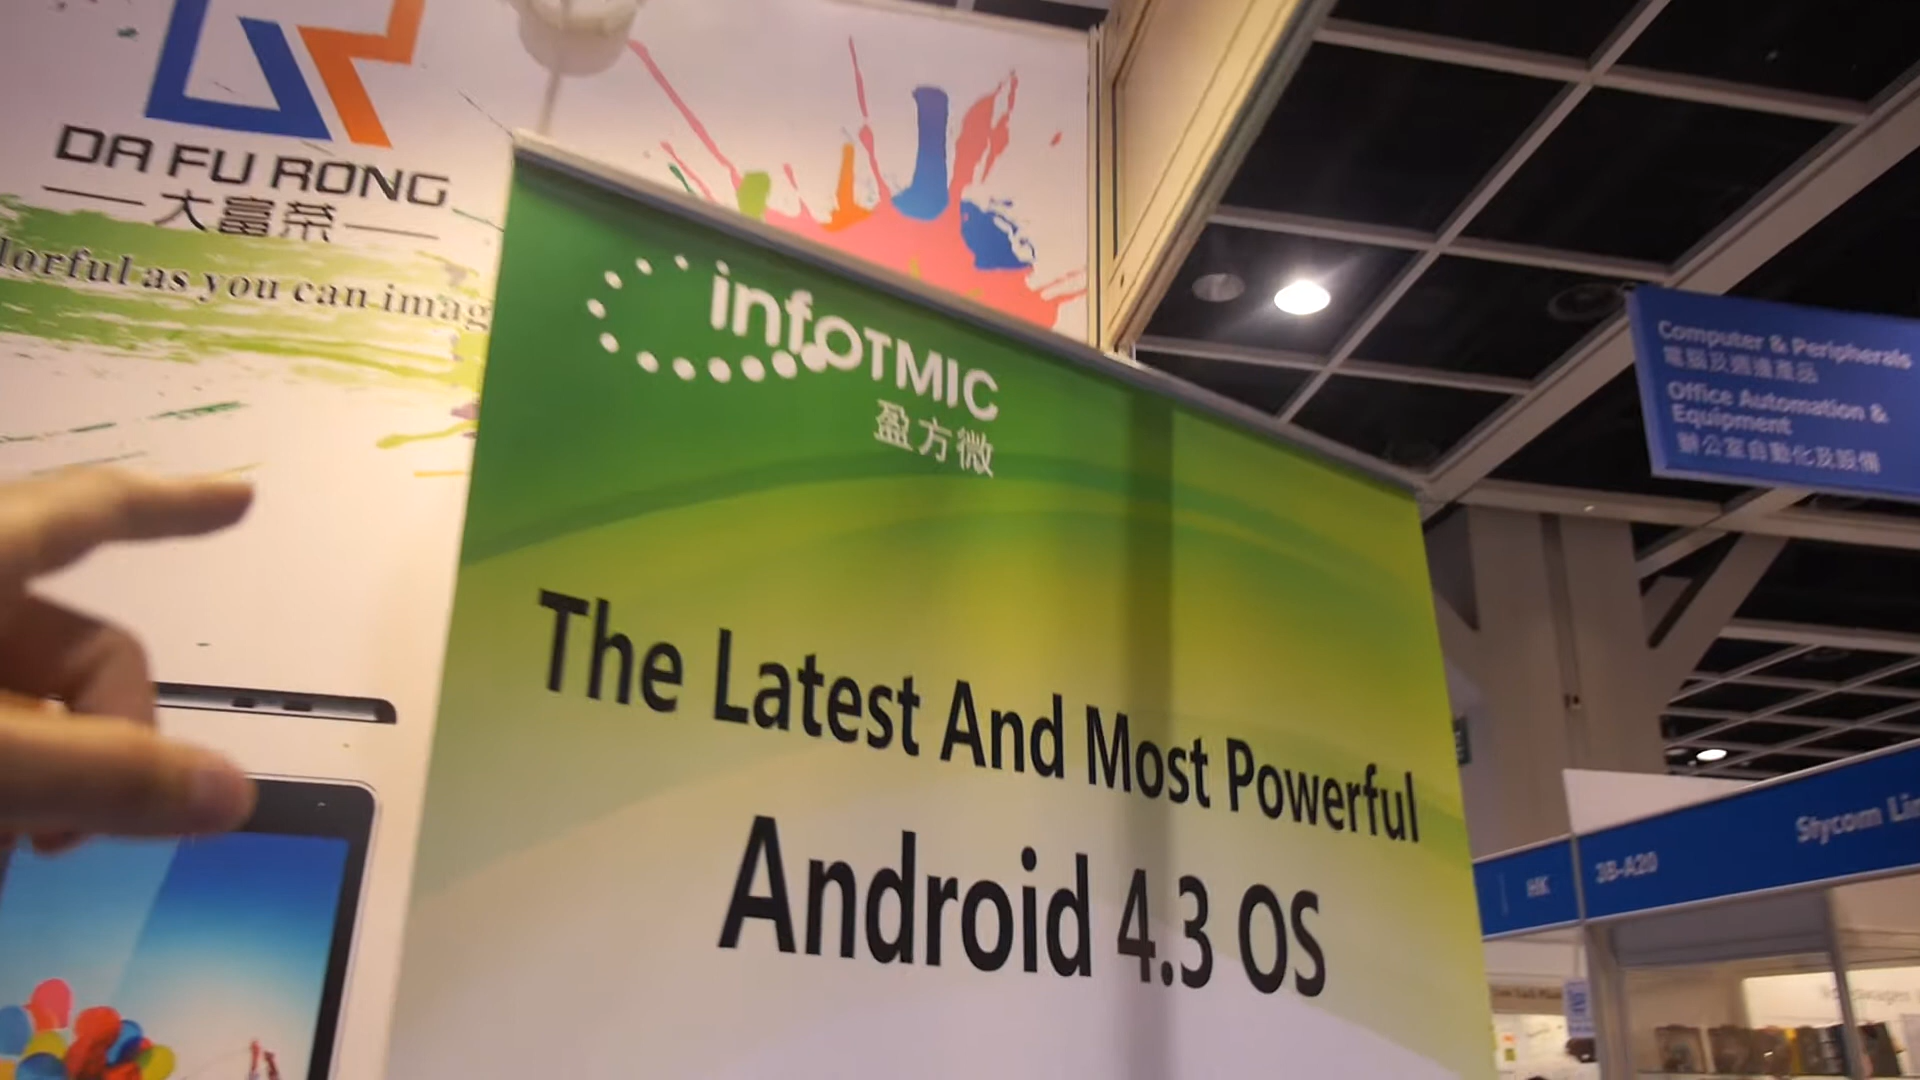 DA FU RONG
大富荣
as you can imag
infoTMIC
盈方微
The Latest And Most Powerful
Android 4.3 OS
Computer & Peripherals
電腦及週邊產品
Office Automation &
Equipment
辦公室自動化及設備
HK
3B-A20
Stycom Li